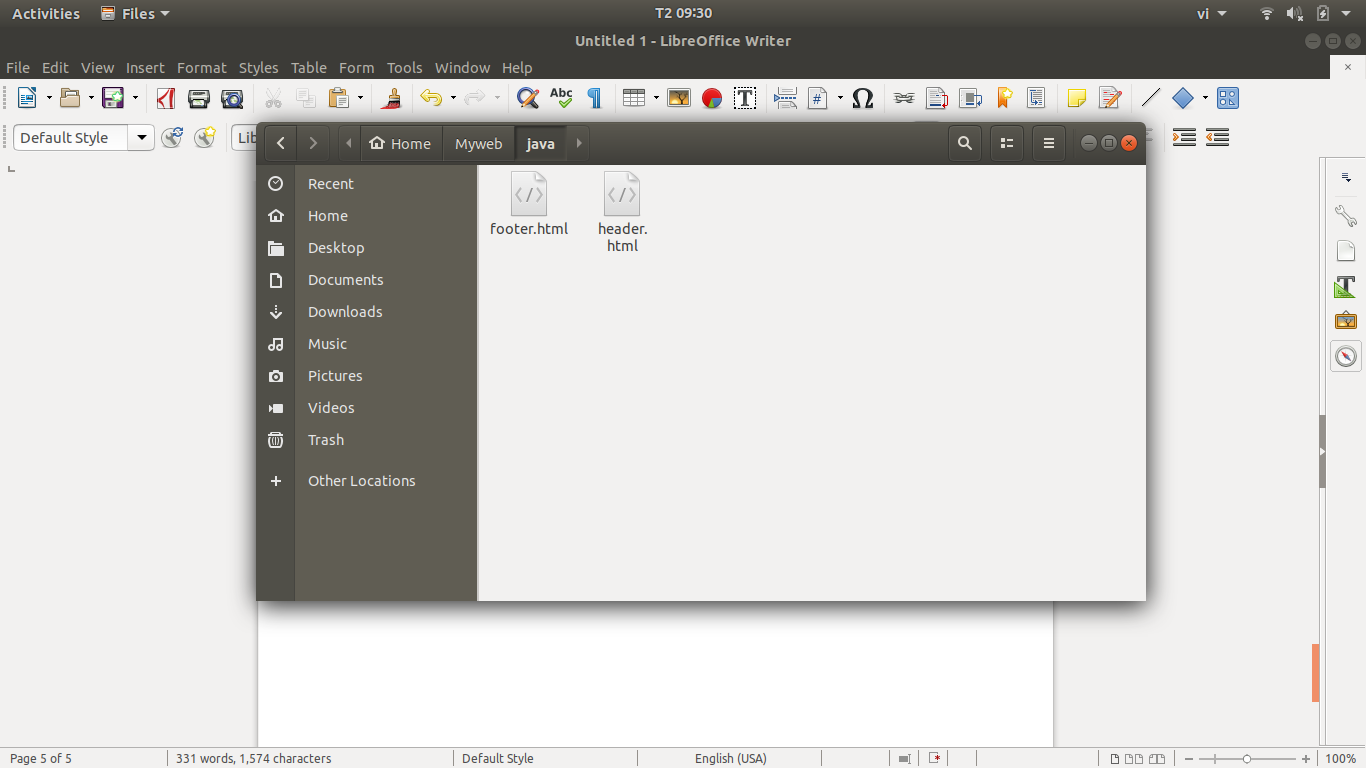 Activities Files T2 09:30 vi
Untitled 1 - LibreOffice Writer
File Edit View Insert Format Styles Table Form Tools Window Help
Abc
Default Style Lib
Home Myweb java
Recent
Home
Desktop
Documents
Downloads
Music
Pictures
Videos
Trash
Other Locations
footer.html
header.
html
Page 5 of 5 331 words, 1,574 characters Default Style English (USA) 100%